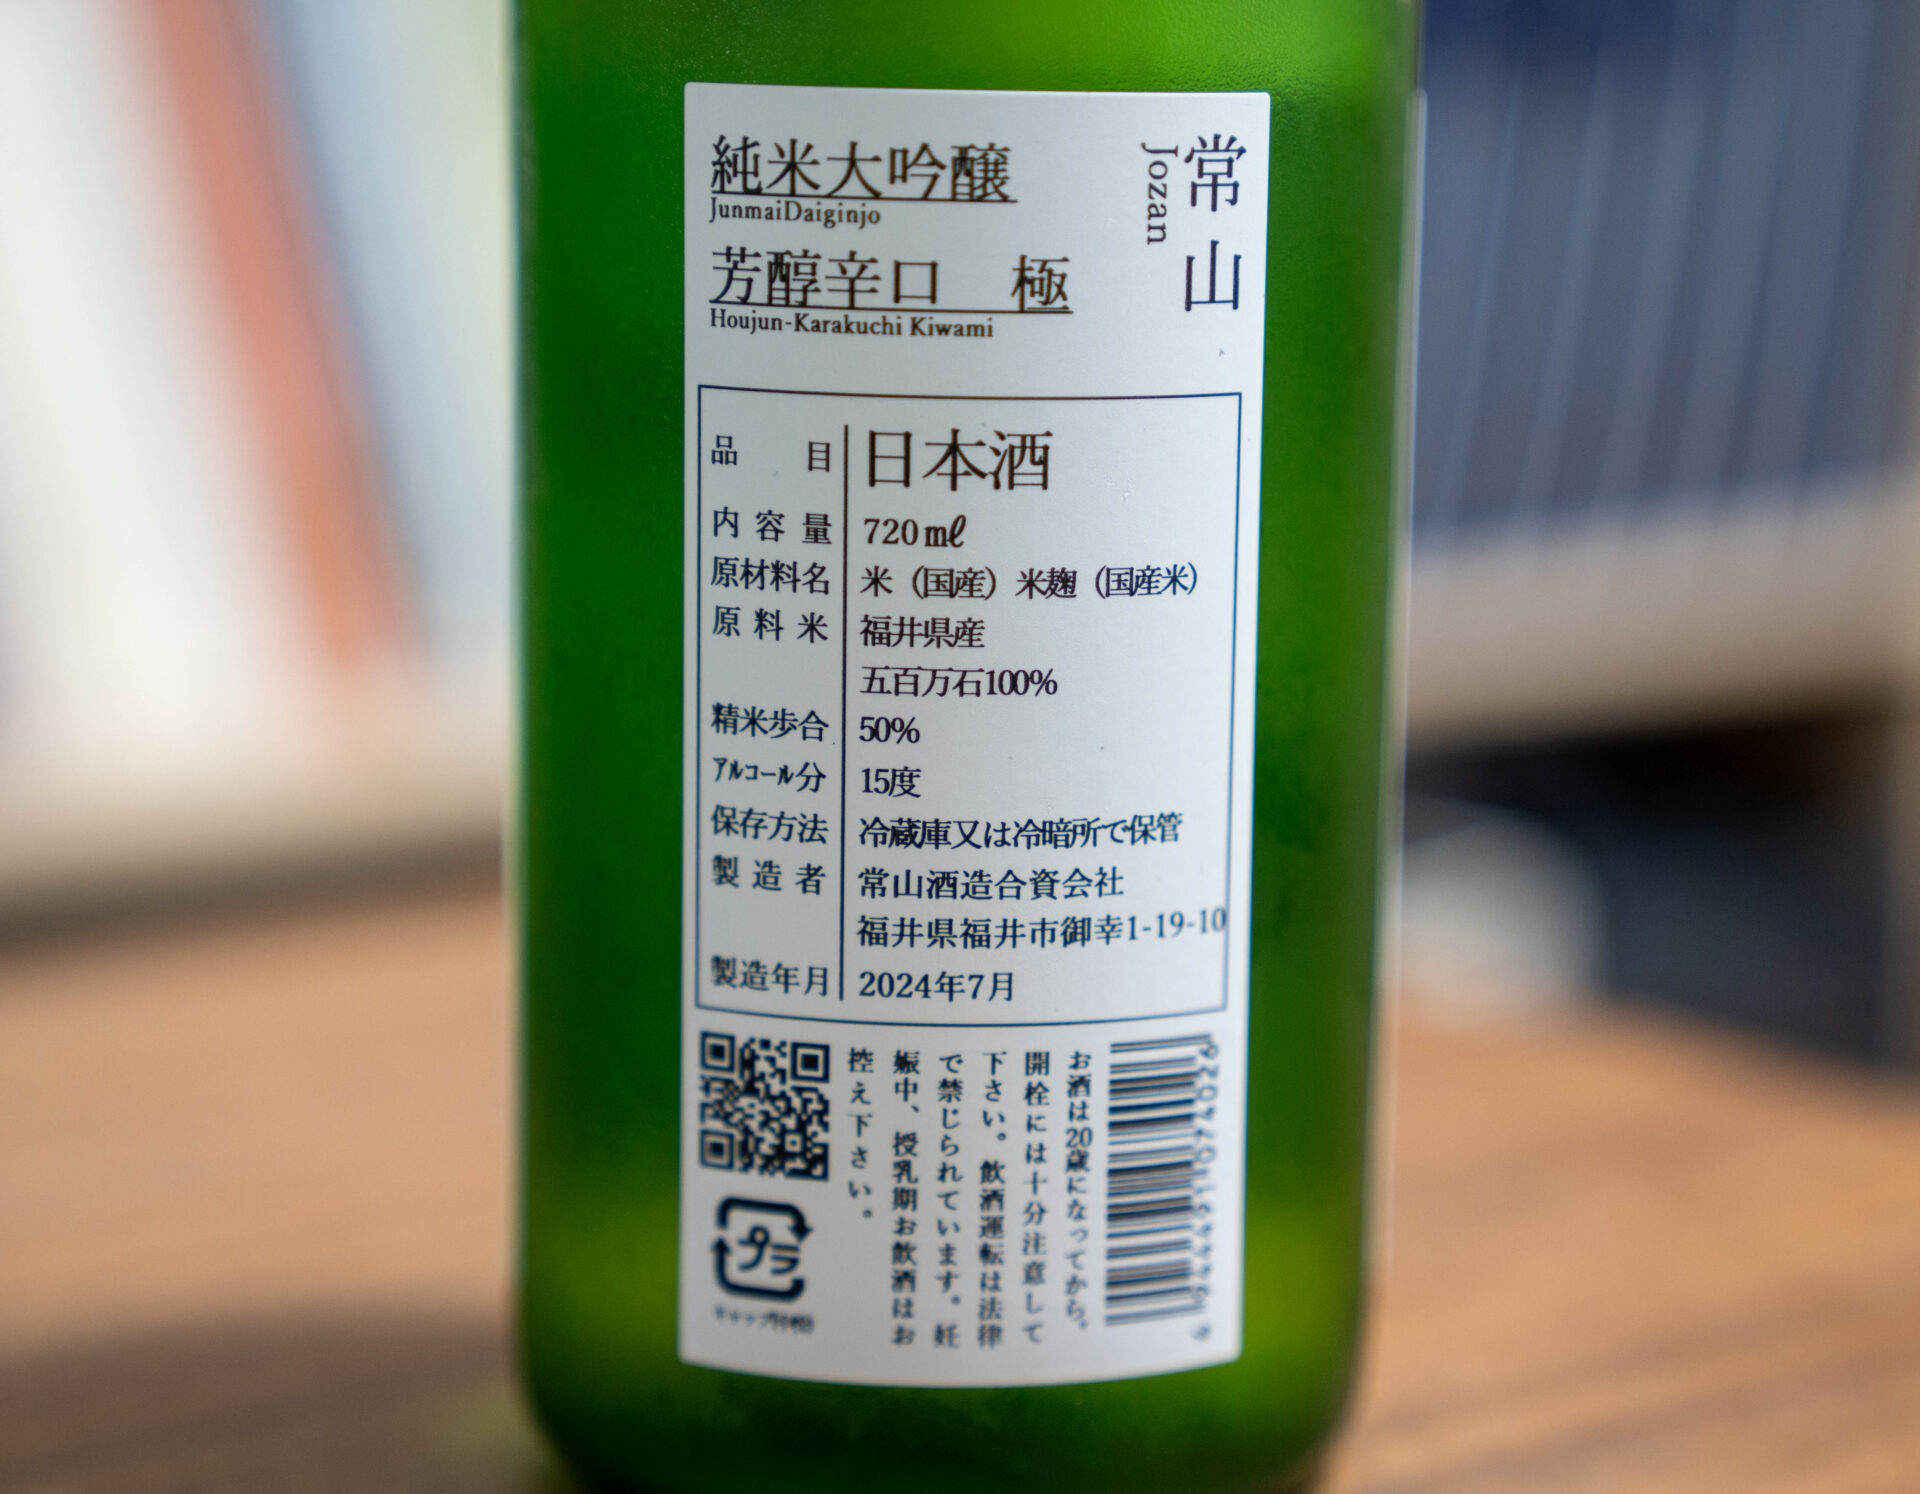 常山
Jozan
純米大吟醸
JunmaiDaiginjo
芳醇辛口 極
Houjun-Karakuchi Kiwami
品目 日本酒
内容量 720㎖
原材料名 米（国産）米麹（国産米）
原料米 福井県産
五百万石100%
精米歩合 50%
アルコール分 15度
保存方法 冷蔵庫又は冷暗所で保管
製造者 常山酒造合資会社
福井県福井市御幸1-19-10
製造年月 2024年7月
お酒は20歳になってから。
開栓には十分注意して
下さい。飲酒運転は法律
で禁じられています。妊
娠中、授乳期お飲酒はお
控え下さい。
プラ